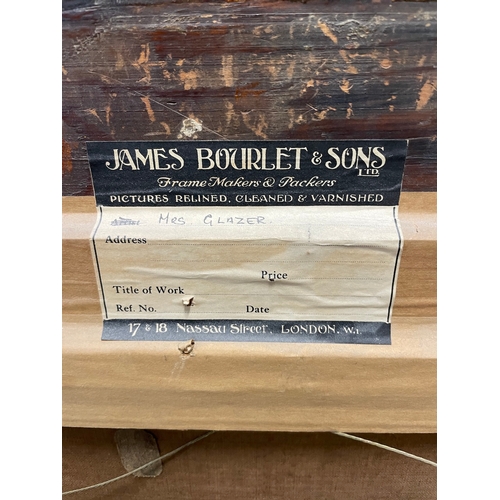 JAMES BOURLET & SONS LTD
Frame Makers & Packers
PICTURES RELINED, CLEANED & VARNISHED
MRS. GLAZER
Address
Price
Title of Work
Ref. No. Date
17 & 18 Nassau Street, LONDON, W.1.